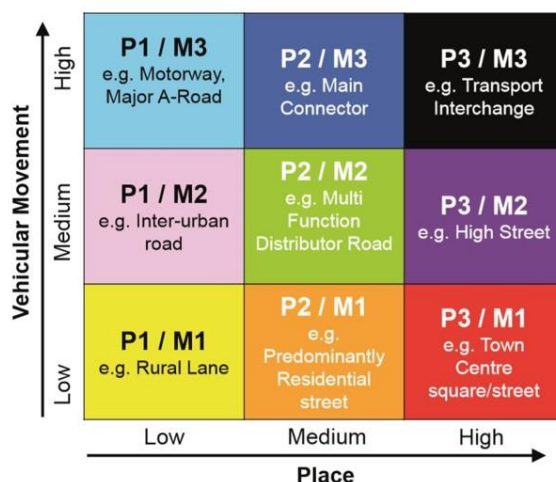 Vehicular Movement
High
P1 / M3
e.g. Motorway,
Major A-Road
P2 / M3
e.g. Main
Connector
P3 / M3
e.g. Transport
Interchange
Medium
P1 / M2
e.g. Inter-urban
road
P2 / M2
e.g. Multi
Function
Distributor Road
P3 / M2
e.g. High Street
Low
P1 / M1
e.g. Rural Lane
P2 / M1
e.g.
Predominantly
Residential
street
P3 / M1
e.g. Town
Centre
square/street
Low
Medium
High
Place